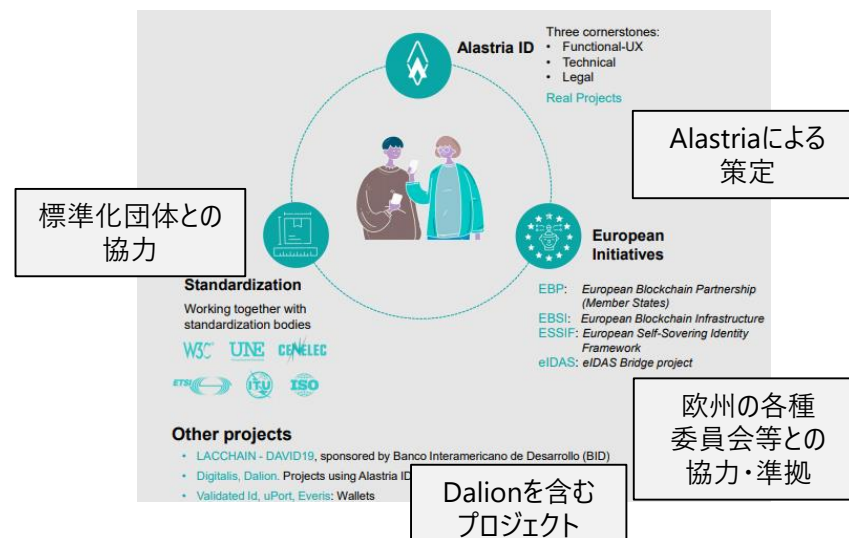 Alastria ID
Three cornerstones:
• Functional-UX
• Technical
• Legal
Real Projects
Alastriaによる
策定
標準化団体との
協力
European
Initiatives
EBP: European Blockchain Partnership
(Member States)
EBSI: European Blockchain Infrastructure
ESSIF: European Self-Sovering Identity
Framework
eIDAS: eIDAS Bridge project
Standardization
Working together with
standardization bodies
W3C UNE CENELEC
ETSI ITU ISO
欧州の各種
委員会等との
協力・準拠
Other projects
• LACCHAIN - DAVID19, sponsored by Banco Interamericano de Desarrollo (BID)
• Digitalis, Dalion. Projects using Alastria ID
• Validated Id, uPort, Everis: Wallets
Dalionを含む
プロジェクト